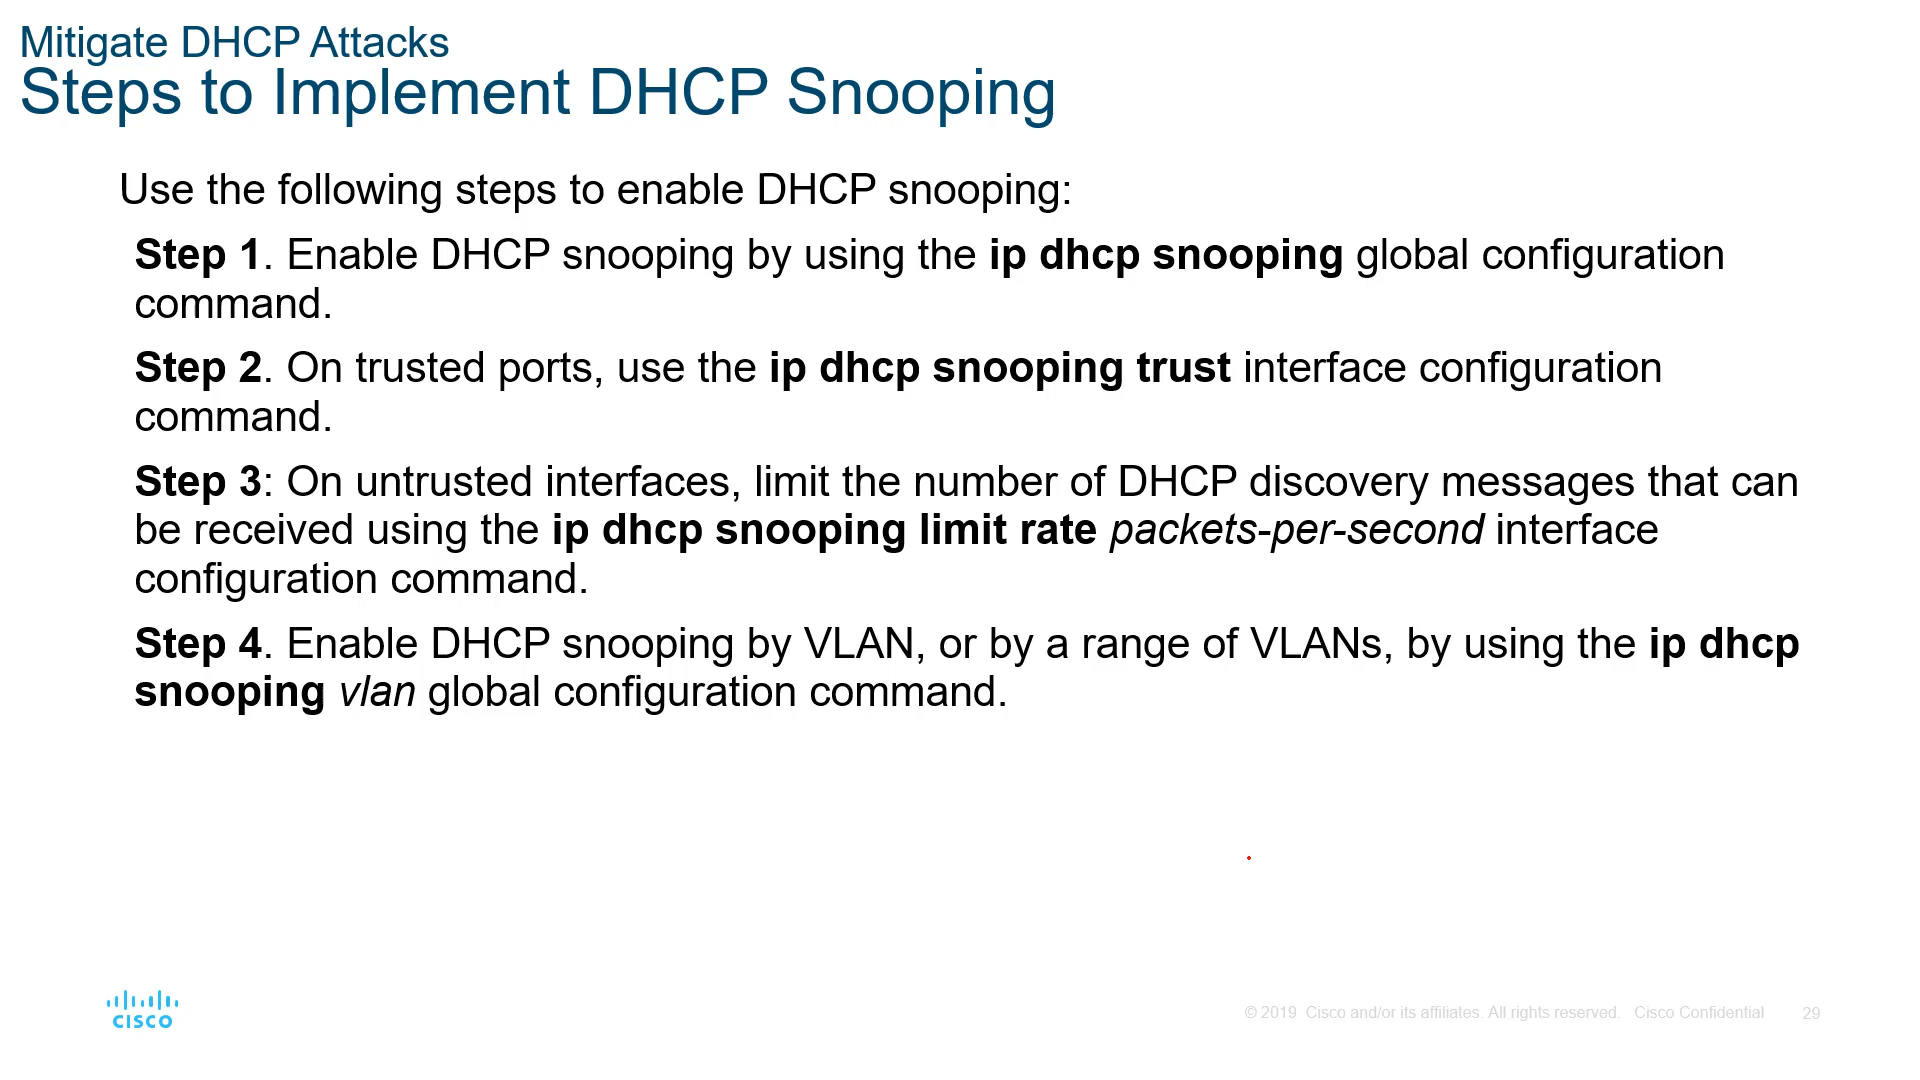 Mitigate DHCP Attacks
Steps to Implement DHCP Snooping
Use the following steps to enable DHCP snooping:
Step 1. Enable DHCP snooping by using the ip dhcp snooping global configuration
command.
Step 2. On trusted ports, use the ip dhcp snooping trust interface configuration
command.
Step 3: On untrusted interfaces, limit the number of DHCP discovery messages that can
be received using the ip dhcp snooping limit rate packets-per-second interface
configuration command.
Step 4. Enable DHCP snooping by VLAN, or by a range of VLANs, by using the ip dhcp
snooping vlan global configuration command.
CISCO
© 2019 Cisco and/or its affiliates. All rights reserved. Cisco Confidential 29